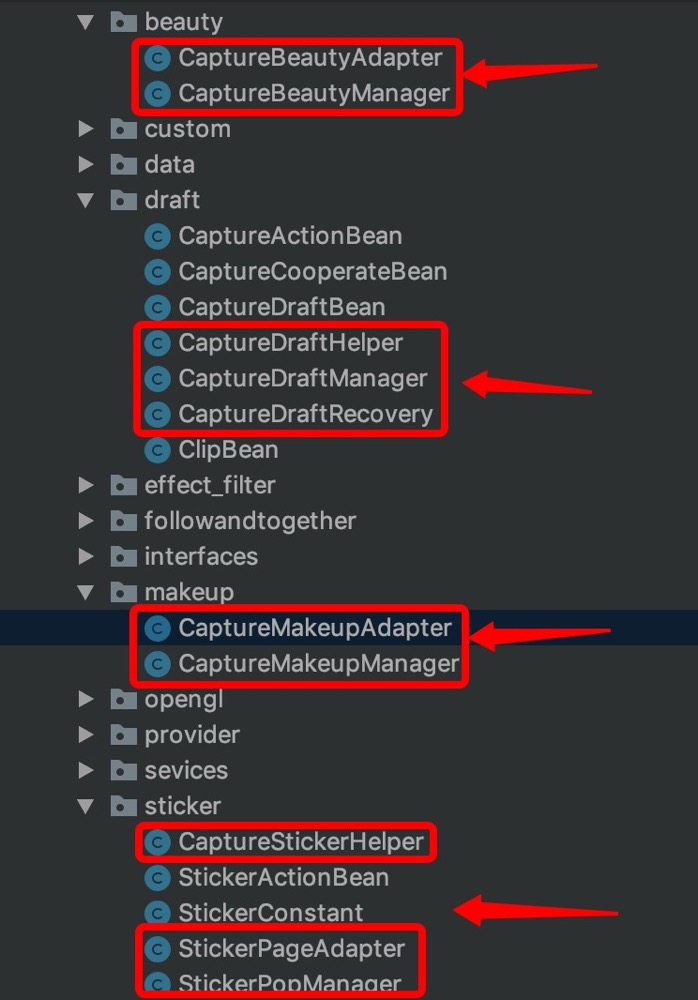 beauty
CaptureBeautyAdapter
CaptureBeautyManager
custom
data
draft
CaptureActionBean
CaptureCooperateBean
CaptureDraftBean
CaptureDraftHelper
CaptureDraftManager
CaptureDraftRecovery
ClipBean
effect_filter
followandtogether
interfaces
makeup
CaptureMakeupAdapter
CaptureMakeupManager
opengl
provider
sevices
sticker
CaptureStickerHelper
StickerActionBean
StickerConstant
StickerPageAdapter
StickerPopManager